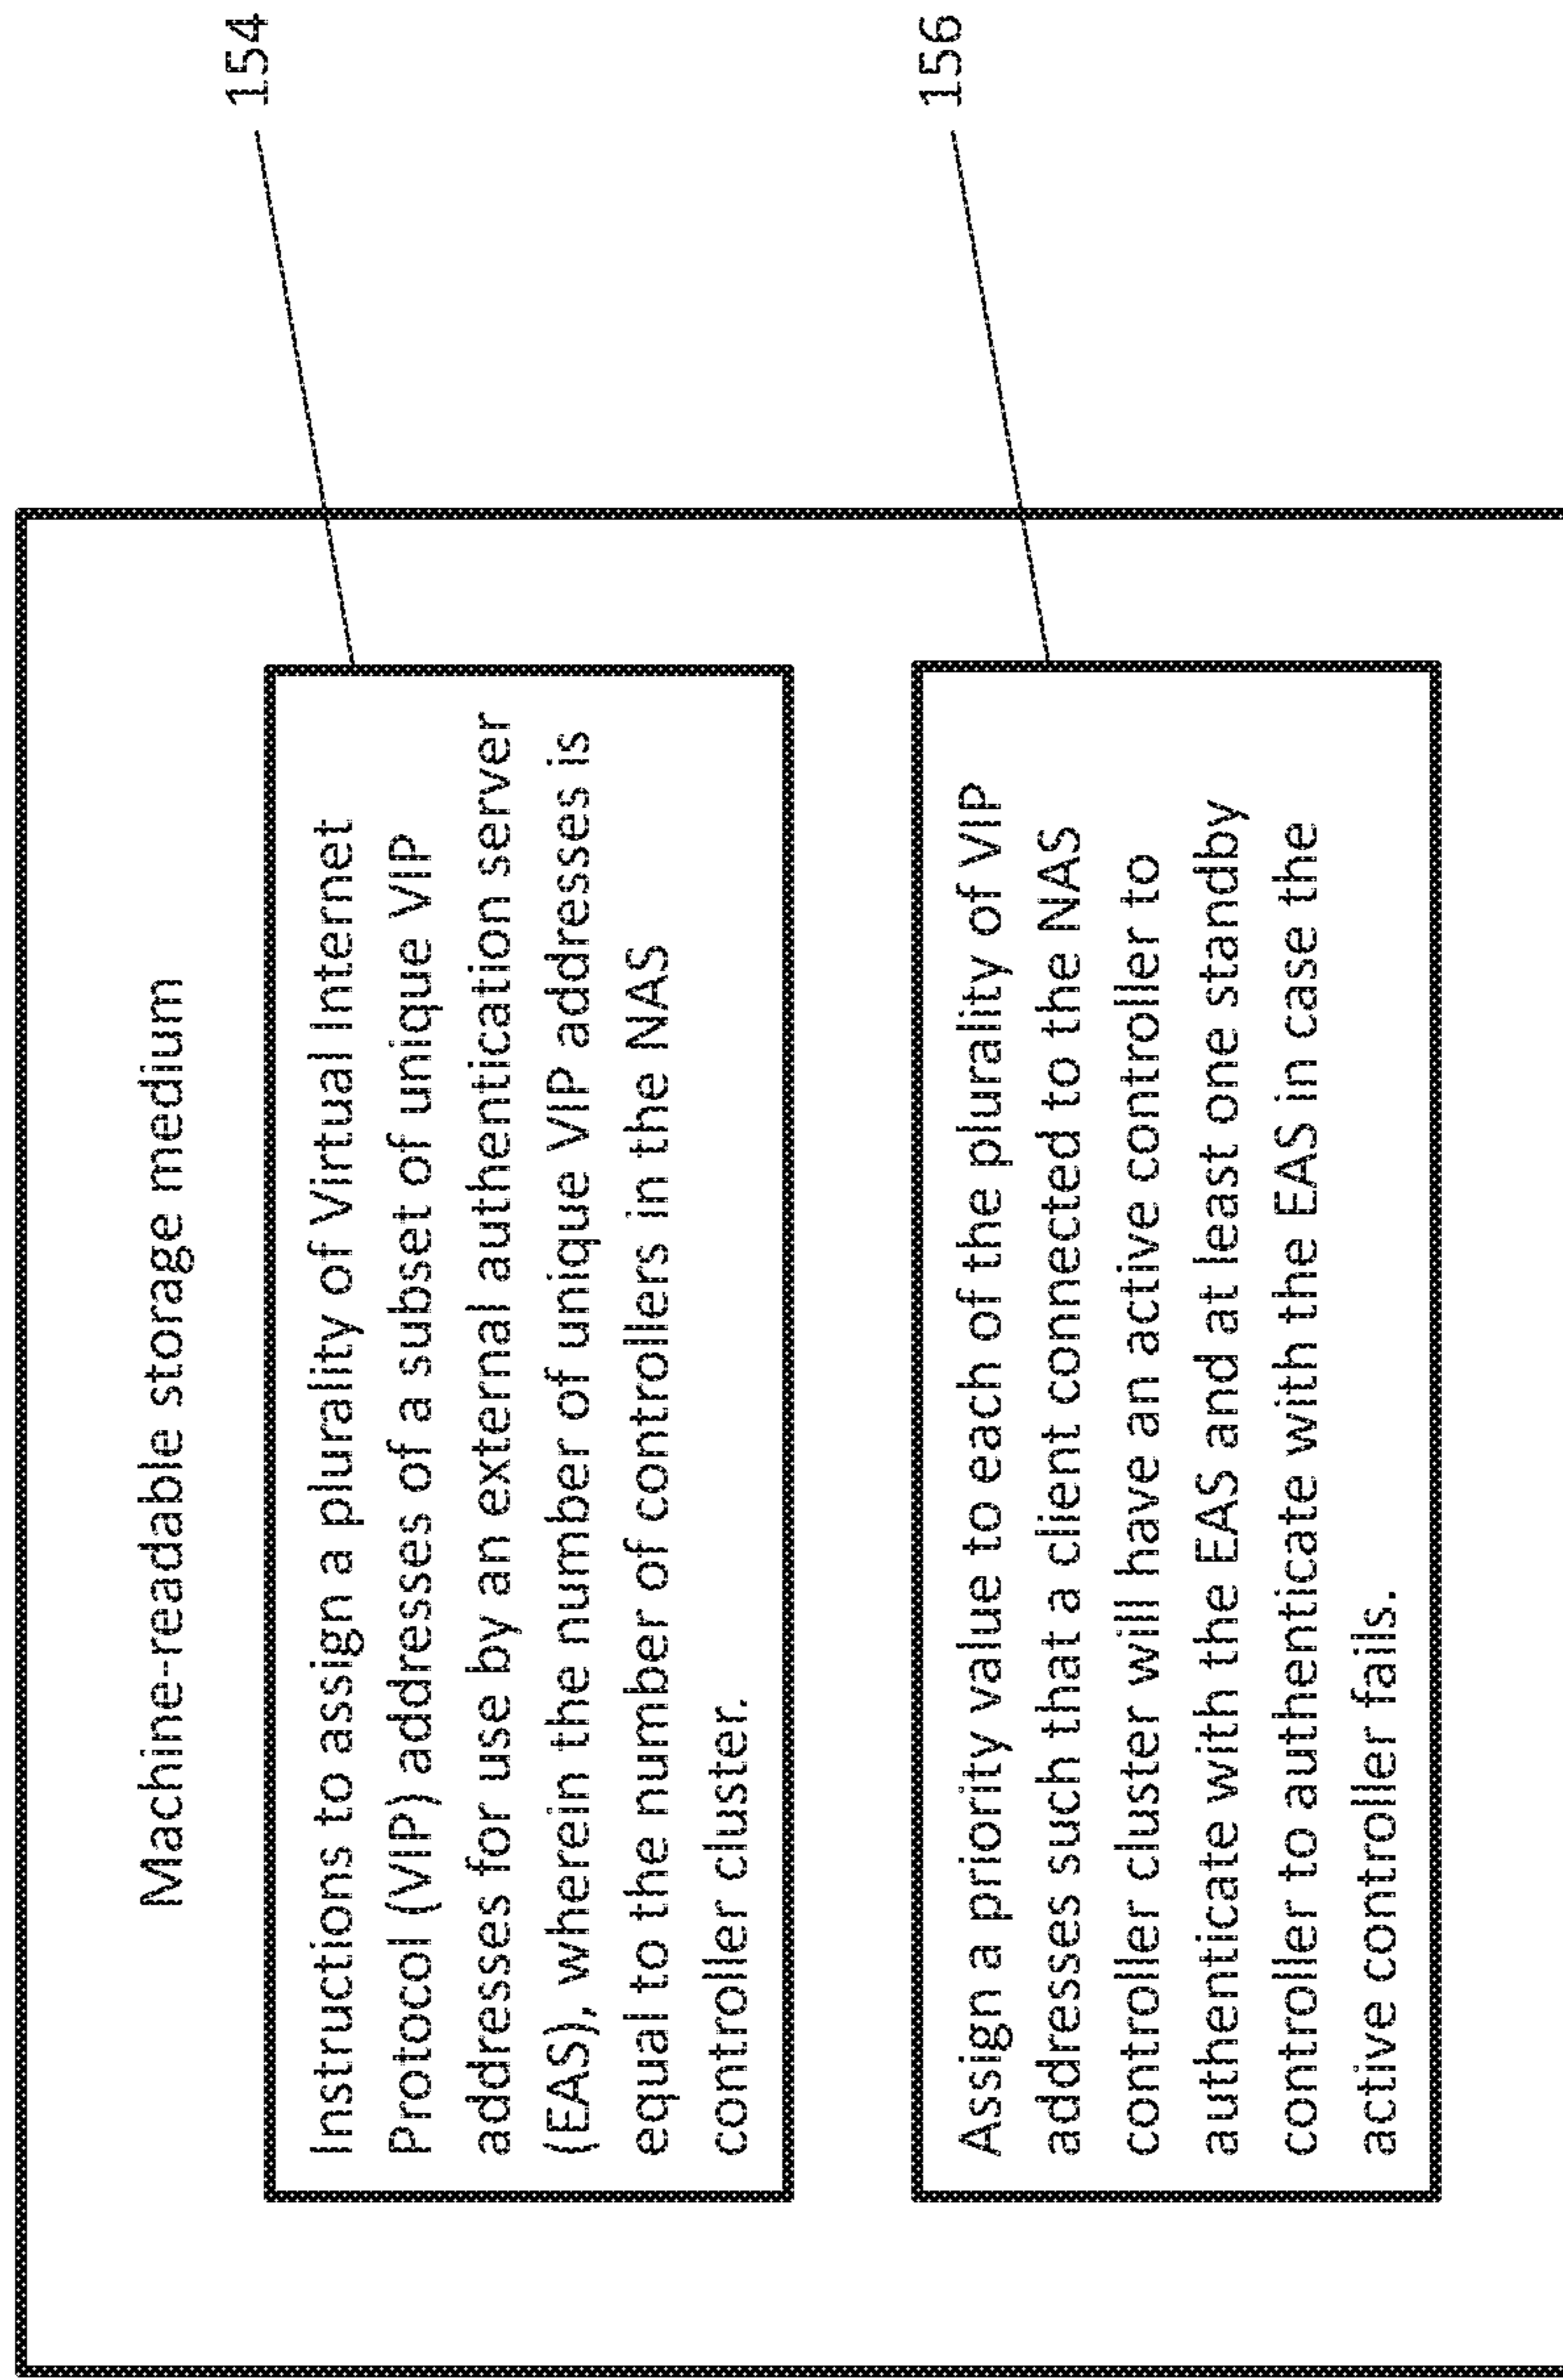 Machine-readable storage medium
Instructions to assign a plurality of Virtual Internet
Protocol (VIP) addresses of a subset of unique VIP
addresses for use by an external authentication server
(EAS), wherein the number of unique VIP addresses is
equal to the number of controllers in the NAS
controller cluster.
154
Assign a priority value to each of the plurality of VIP
addresses such that a client connected to the NAS
controller cluster will have an active controller to
authenticate with the EAS and at least one standby
controller to authenticate with the EAS in case the
active controller fails.
156